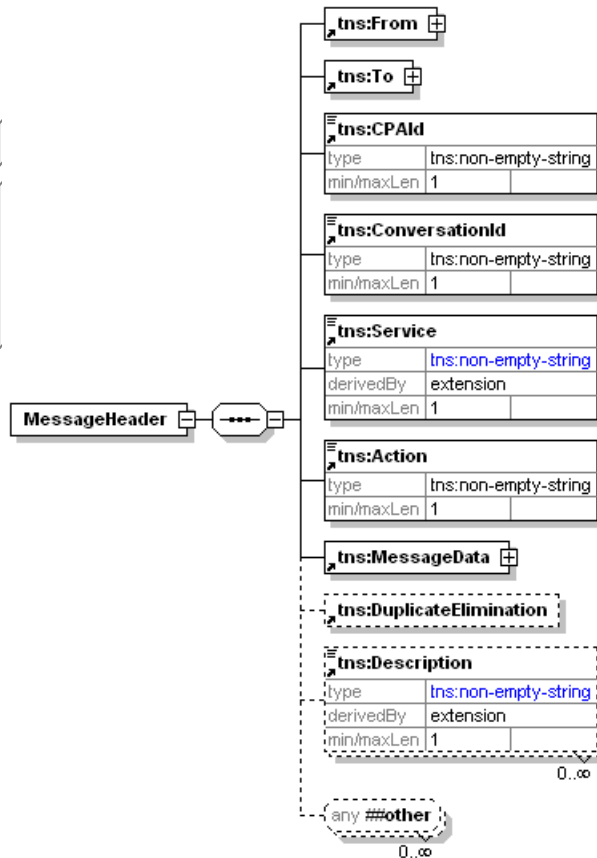 tns:From
tns:To
tns:CPAId
type tns:non-empty-string
min/maxLen 1
tns:ConversationId
type tns:non-empty-string
min/maxLen 1
tns:Service
type tns:non-empty-string
derivedBy extension
min/maxLen 1
MessageHeader
tns:Action
type tns:non-empty-string
min/maxLen 1
tns:MessageData
tns:DuplicateElimination
tns:Description
type tns:non-empty-string
derivedBy extension
min/maxLen 1
0..∞
any ##other
0..∞